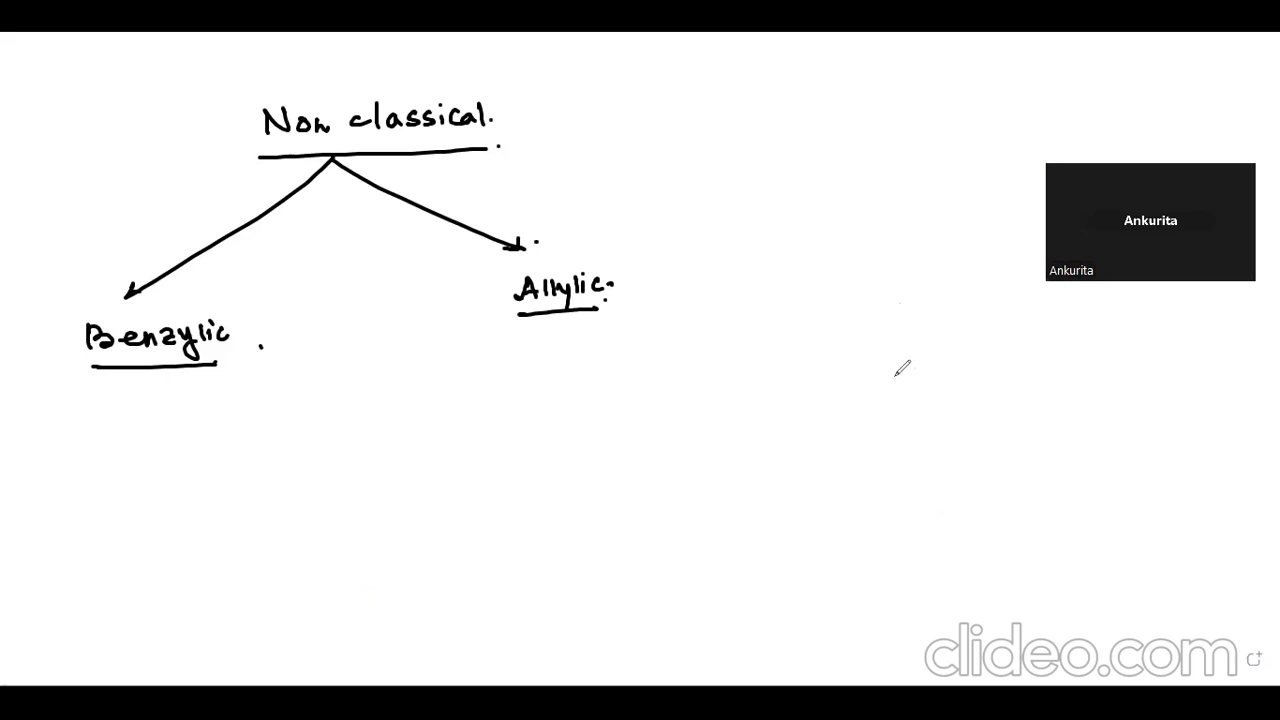 Non classical.
Allylic.
Benzylic.
Ankurita
Ankurita
clideo.com